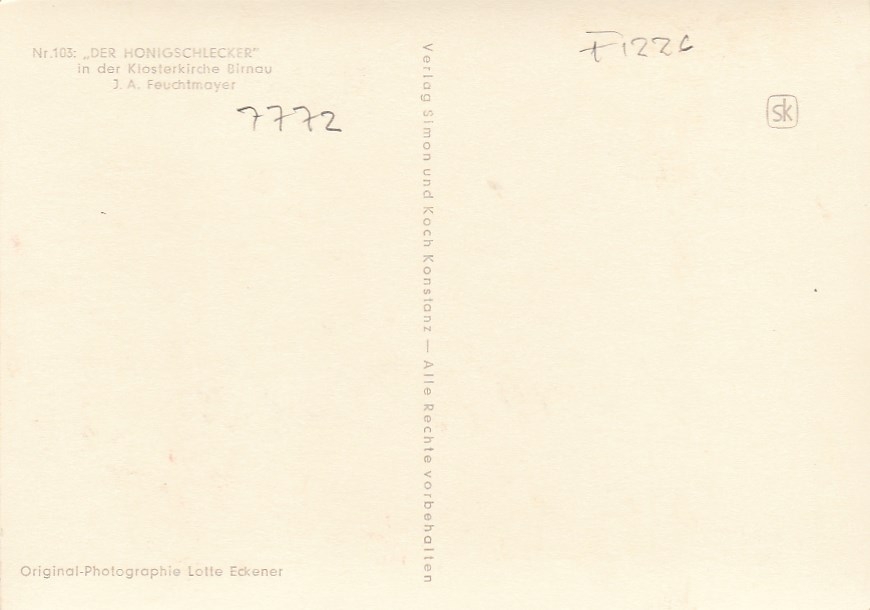 Nr.103: „DER HONIGSCHLECKER"
in der Klosterkirche Birnau
J. A. Feuchtmayer
7772
F1226
sk
Verlag Simon und Koch Konstanz — Alle Rechte vorbehalten
Original-Photographie Lotte Eckener